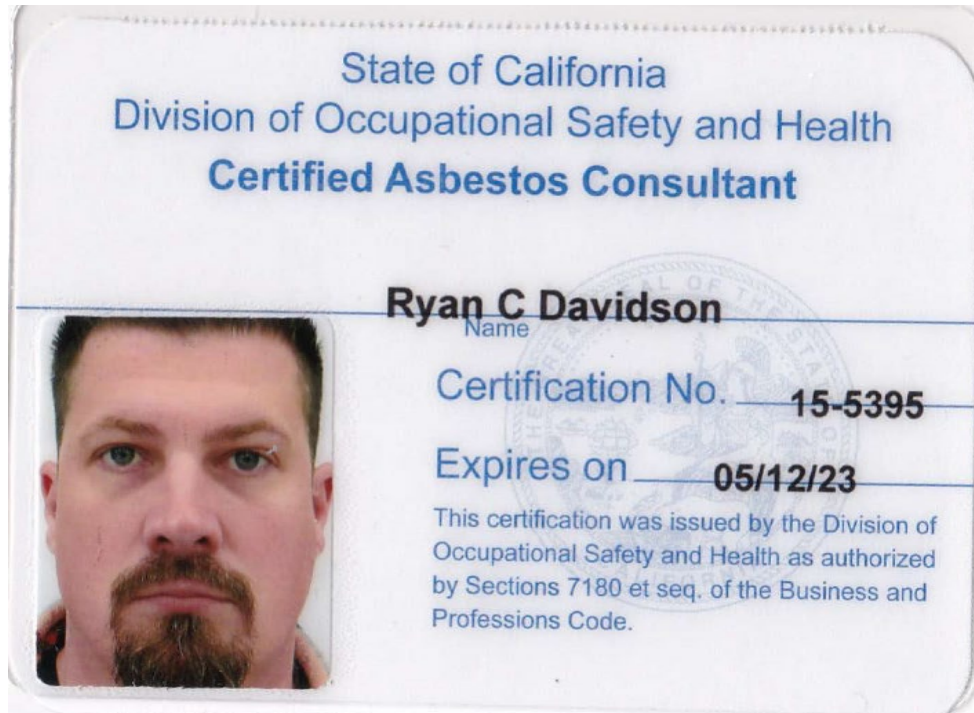 State of California
Division of Occupational Safety and Health
Certified Asbestos Consultant
Ryan C Davidson
Name
Certification No. 15-5395
Expires on 05/12/23
This certification was issued by the Division of
Occupational Safety and Health as authorized
by Sections 7180 et seq. of the Business and
Professions Code.